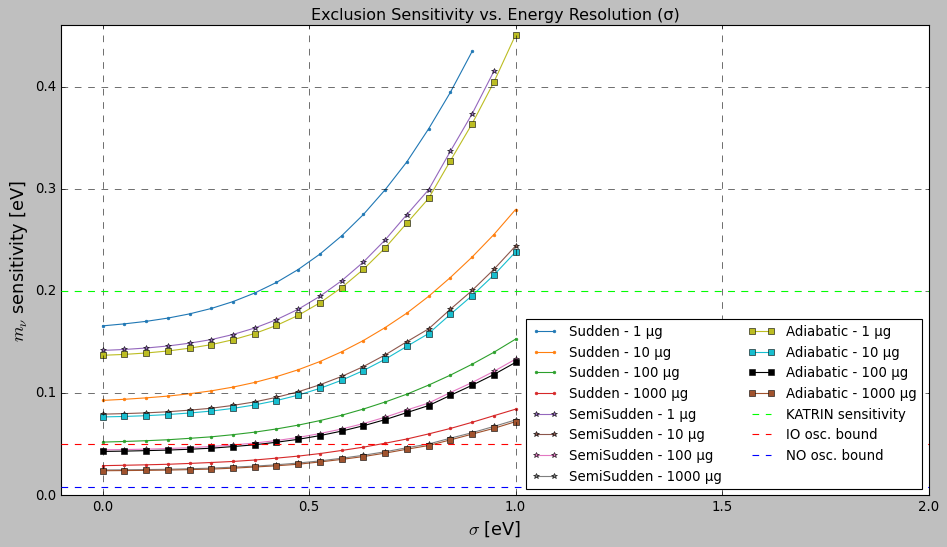 Exclusion Sensitivity vs. Energy Resolution (σ)
m_ν sensitivity [eV]
0.4
0.3
0.2
0.1
0.0
0.0 0.5 1.0 1.5 2.0
σ [eV]
Sudden - 1 μg
Sudden - 10 μg
Sudden - 100 μg
Sudden - 1000 μg
SemiSudden - 1 μg
SemiSudden - 10 μg
SemiSudden - 100 μg
SemiSudden - 1000 μg
Adiabatic - 1 μg
Adiabatic - 10 μg
Adiabatic - 100 μg
Adiabatic - 1000 μg
KATRIN sensitivity
IO osc. bound
NO osc. bound